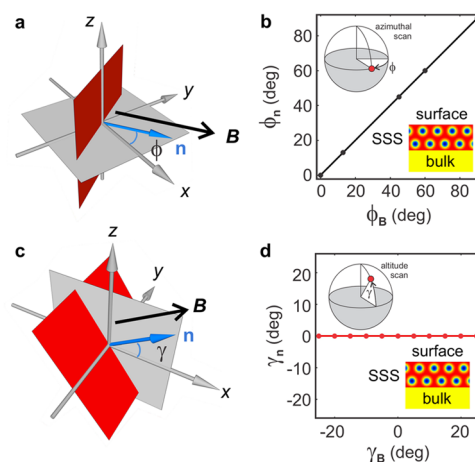 a
z
y
B
n
ϕ
x
b
80
60
40
20
0
ϕn (deg)
azimuthal
scan
ϕ
surface
SSS
bulk
0 20 40 60 80
ϕB (deg)
c
z
y
B
n
γ
x
d
20
10
0
-10
-20
γn (deg)
altitude
scan
γ
surface
SSS
bulk
-20 0 20
γB (deg)